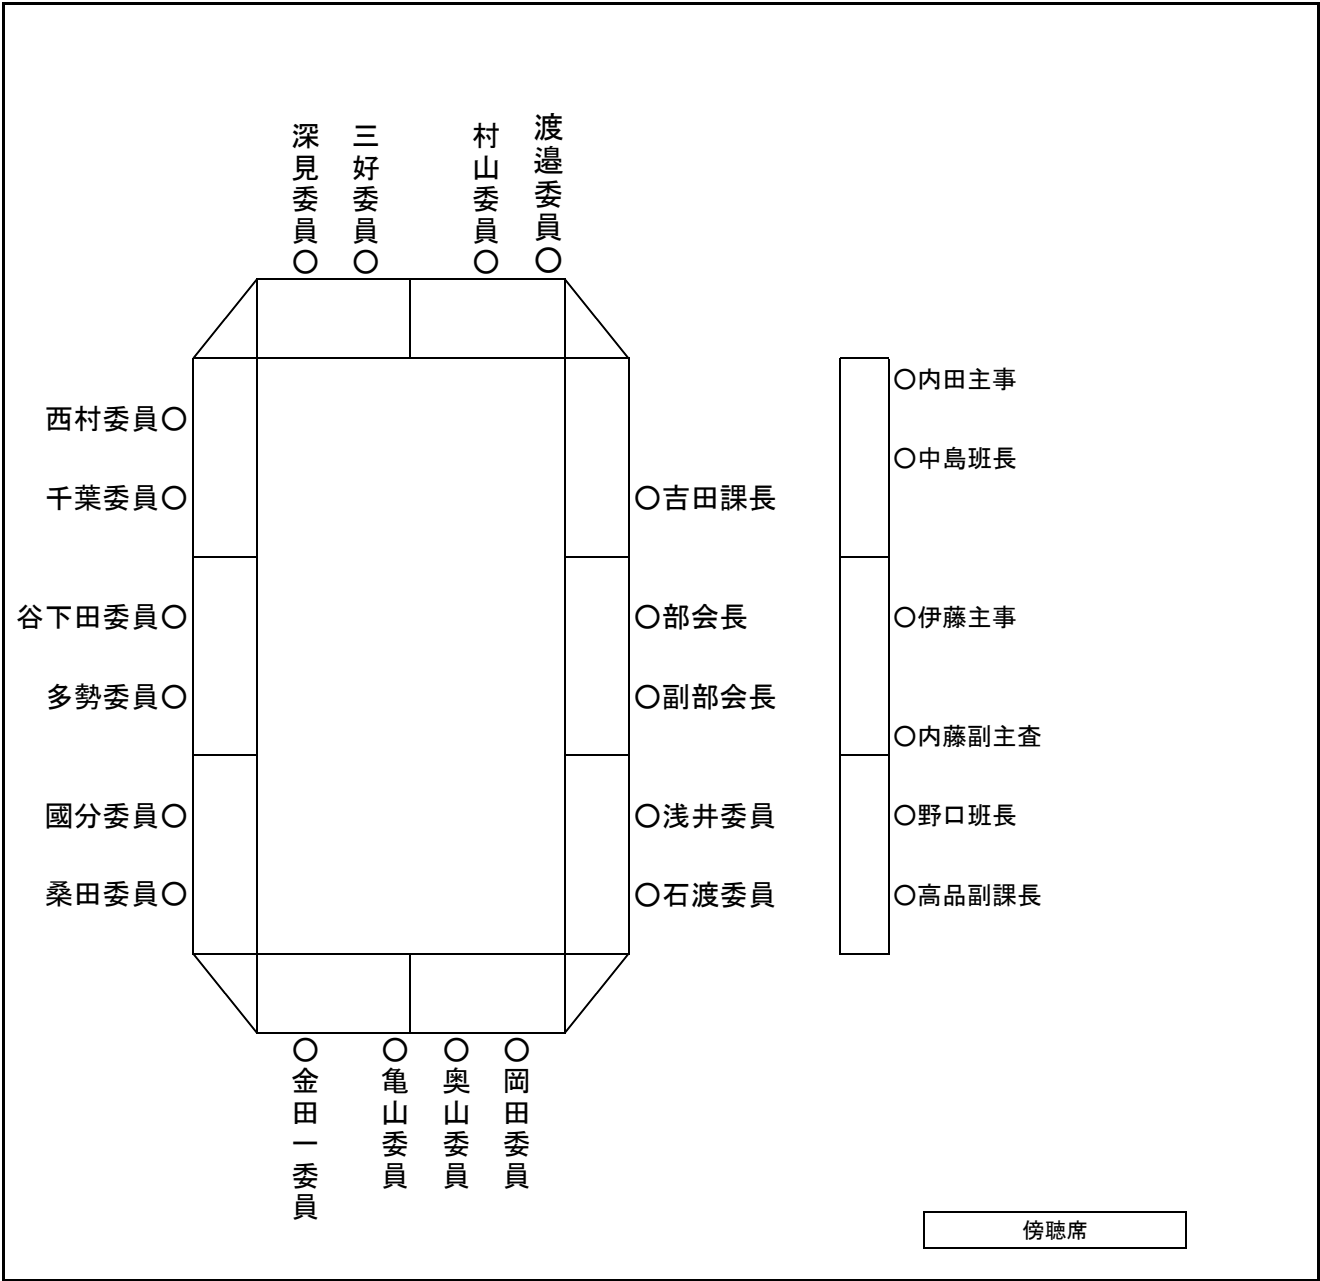 深見委員○
三好委員○
村山委員○
渡邉委員○
西村委員○
千葉委員○
谷下田委員○
多勢委員○
國分委員○
桑田委員○
○吉田課長
○部会長
○副部会長
○浅井委員
○石渡委員
○内田主事
○中島班長
○伊藤主事
○内藤副主査
○野口班長
○高品副課長
○金田一委員
○亀山委員
○奥山委員
○岡田委員
傍聴席